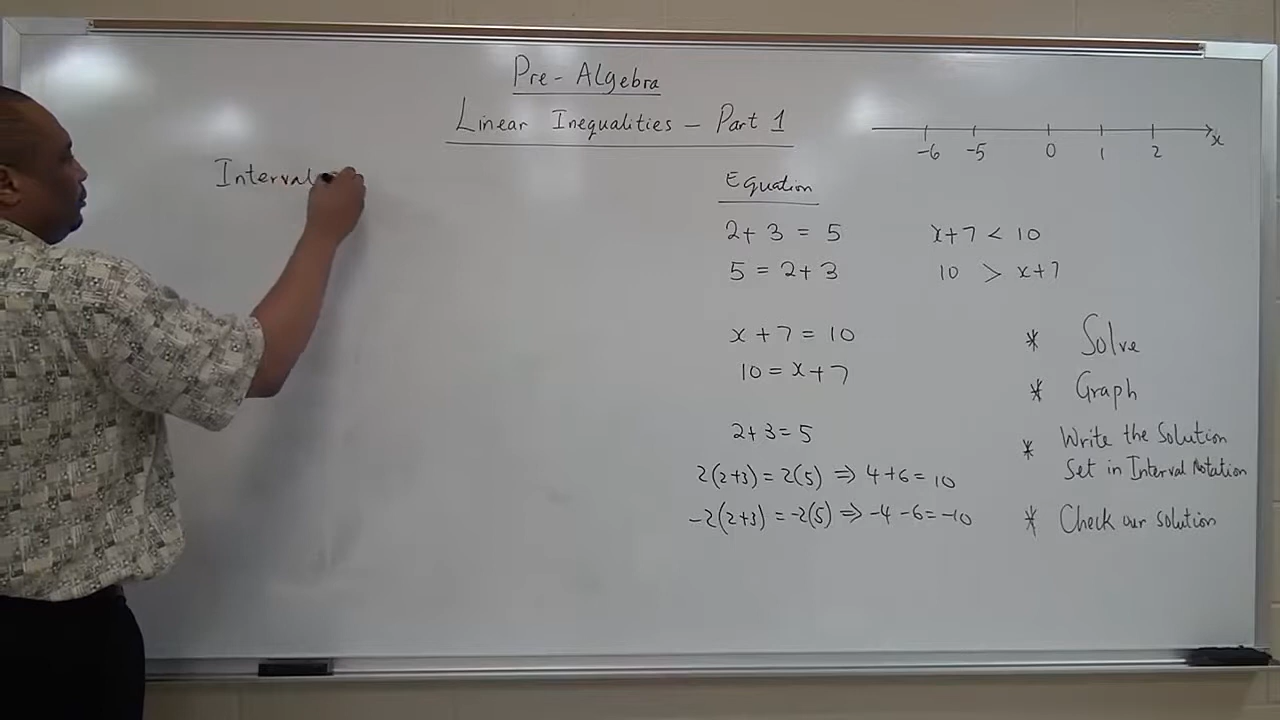 Pre-Algebra
Linear Inequalities - Part 1
-6 -5 0 1 2 x
Interval
Equation
2+3 = 5
5 = 2+3
x+7 = 10
10 = x+7
2+3 = 5
2(2+3) = 2(5) ⇒ 4+6 = 10
-2(2+3) = -2(5) ⇒ -4-6 = -10
x+7 < 10
10 > x+7
* Solve
* Graph
* Write the Solution
Set in Interval Notation
* Check our solution